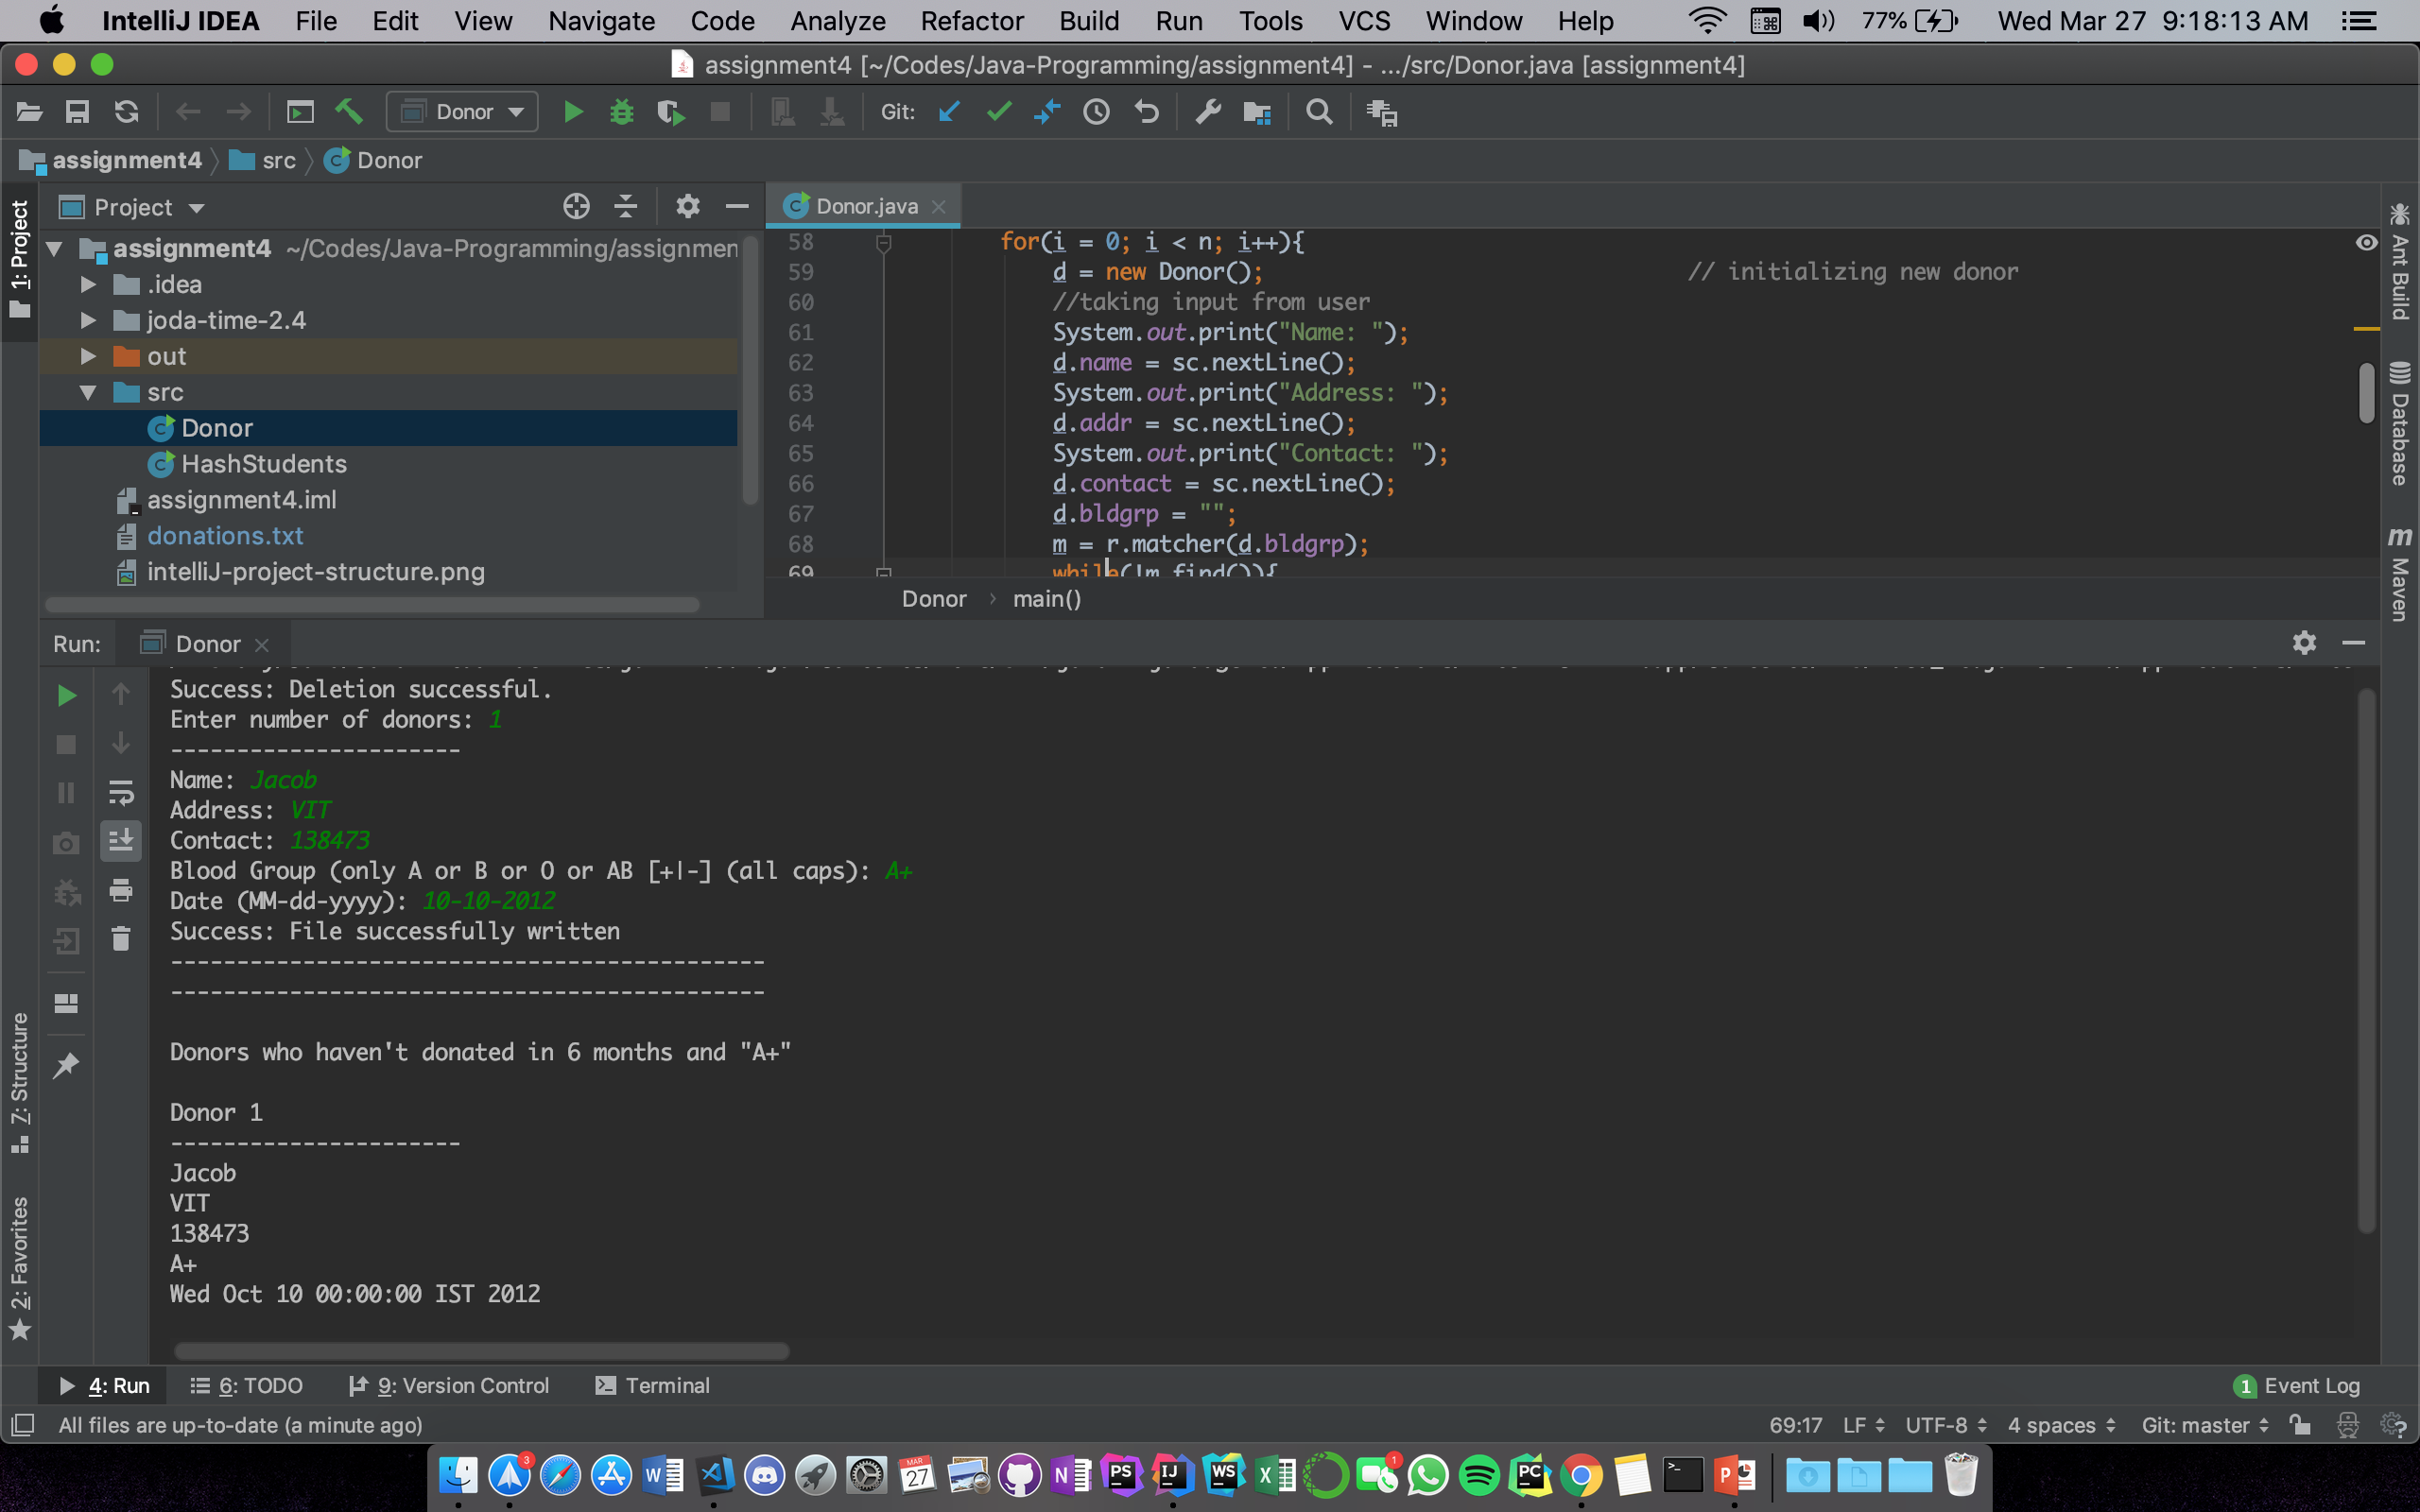 IntelliJ IDEA File Edit View Navigate Code Analyze Refactor Build Run Tools VCS Window Help 77% Wed Mar 27 9:18:13 AM
assignment4 [~/Codes/Java-Programming/assignment4] - .../src/Donor.java [assignment4]
Donor Git:
assignment4 src Donor
1: Project
Project
assignment4 ~/Codes/Java-Programming/assignmen
.idea
joda-time-2.4
out
src
Donor
HashStudents
assignment4.iml
donations.txt
intelliJ-project-structure.png
Donor.java
58 for(i = 0; i < n; i++){
59 d = new Donor(); // initializing new donor
60 //taking input from user
61 System.out.print("Name: ");
62 d.name = sc.nextLine();
63 System.out.print("Address: ");
64 d.addr = sc.nextLine();
65 System.out.print("Contact: ");
66 d.contact = sc.nextLine();
67 d.bldgrp = "";
68 m = r.matcher(d.bldgrp);
69 while(!m.find()){
Donor main()
Ant Build
Database
m Maven
Run: Donor
Success: Deletion successful.
Enter number of donors: 1
----------------------
Name: Jacob
Address: VIT
Contact: 138473
Blood Group (only A or B or O or AB [+|-] (all caps): A+
Date (MM-dd-yyyy): 10-10-2012
Success: File successfully written
---------------------------------------------
---------------------------------------------
Donors who haven't donated in 6 months and "A+"
Donor 1
----------------------
Jacob
VIT
138473
A+
Wed Oct 10 00:00:00 IST 2012
7: Structure
2: Favorites
4: Run 6: TODO 9: Version Control Terminal 1 Event Log
All files are up-to-date (a minute ago) 69:17 LF UTF-8 4 spaces Git: master
3 W MAR 27 N PS IJ WS X 1 PC >_ P